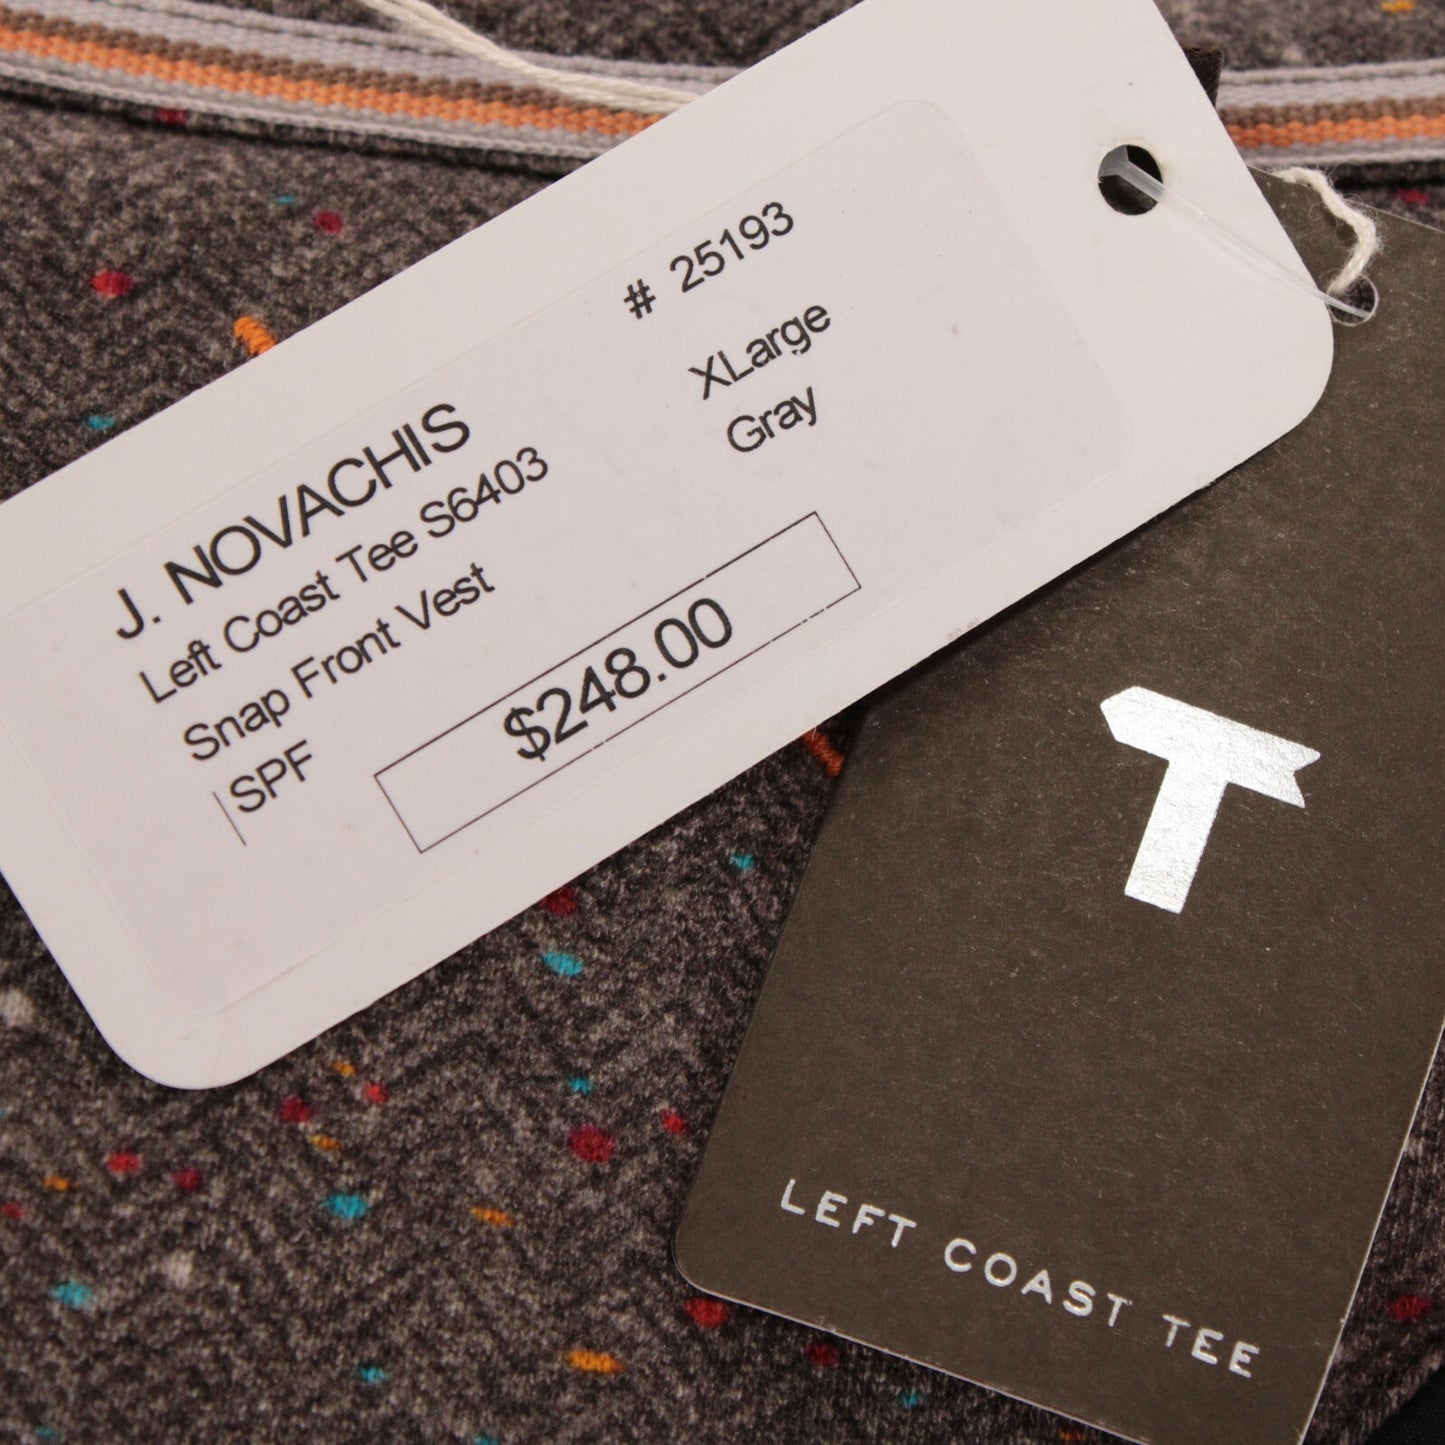 # 25193
J. NOVACHIS
Left Coast Tee S6403
XLarge
Snap Front Vest
Gray
SPF
$248.00
T
LEFT COAST TEE